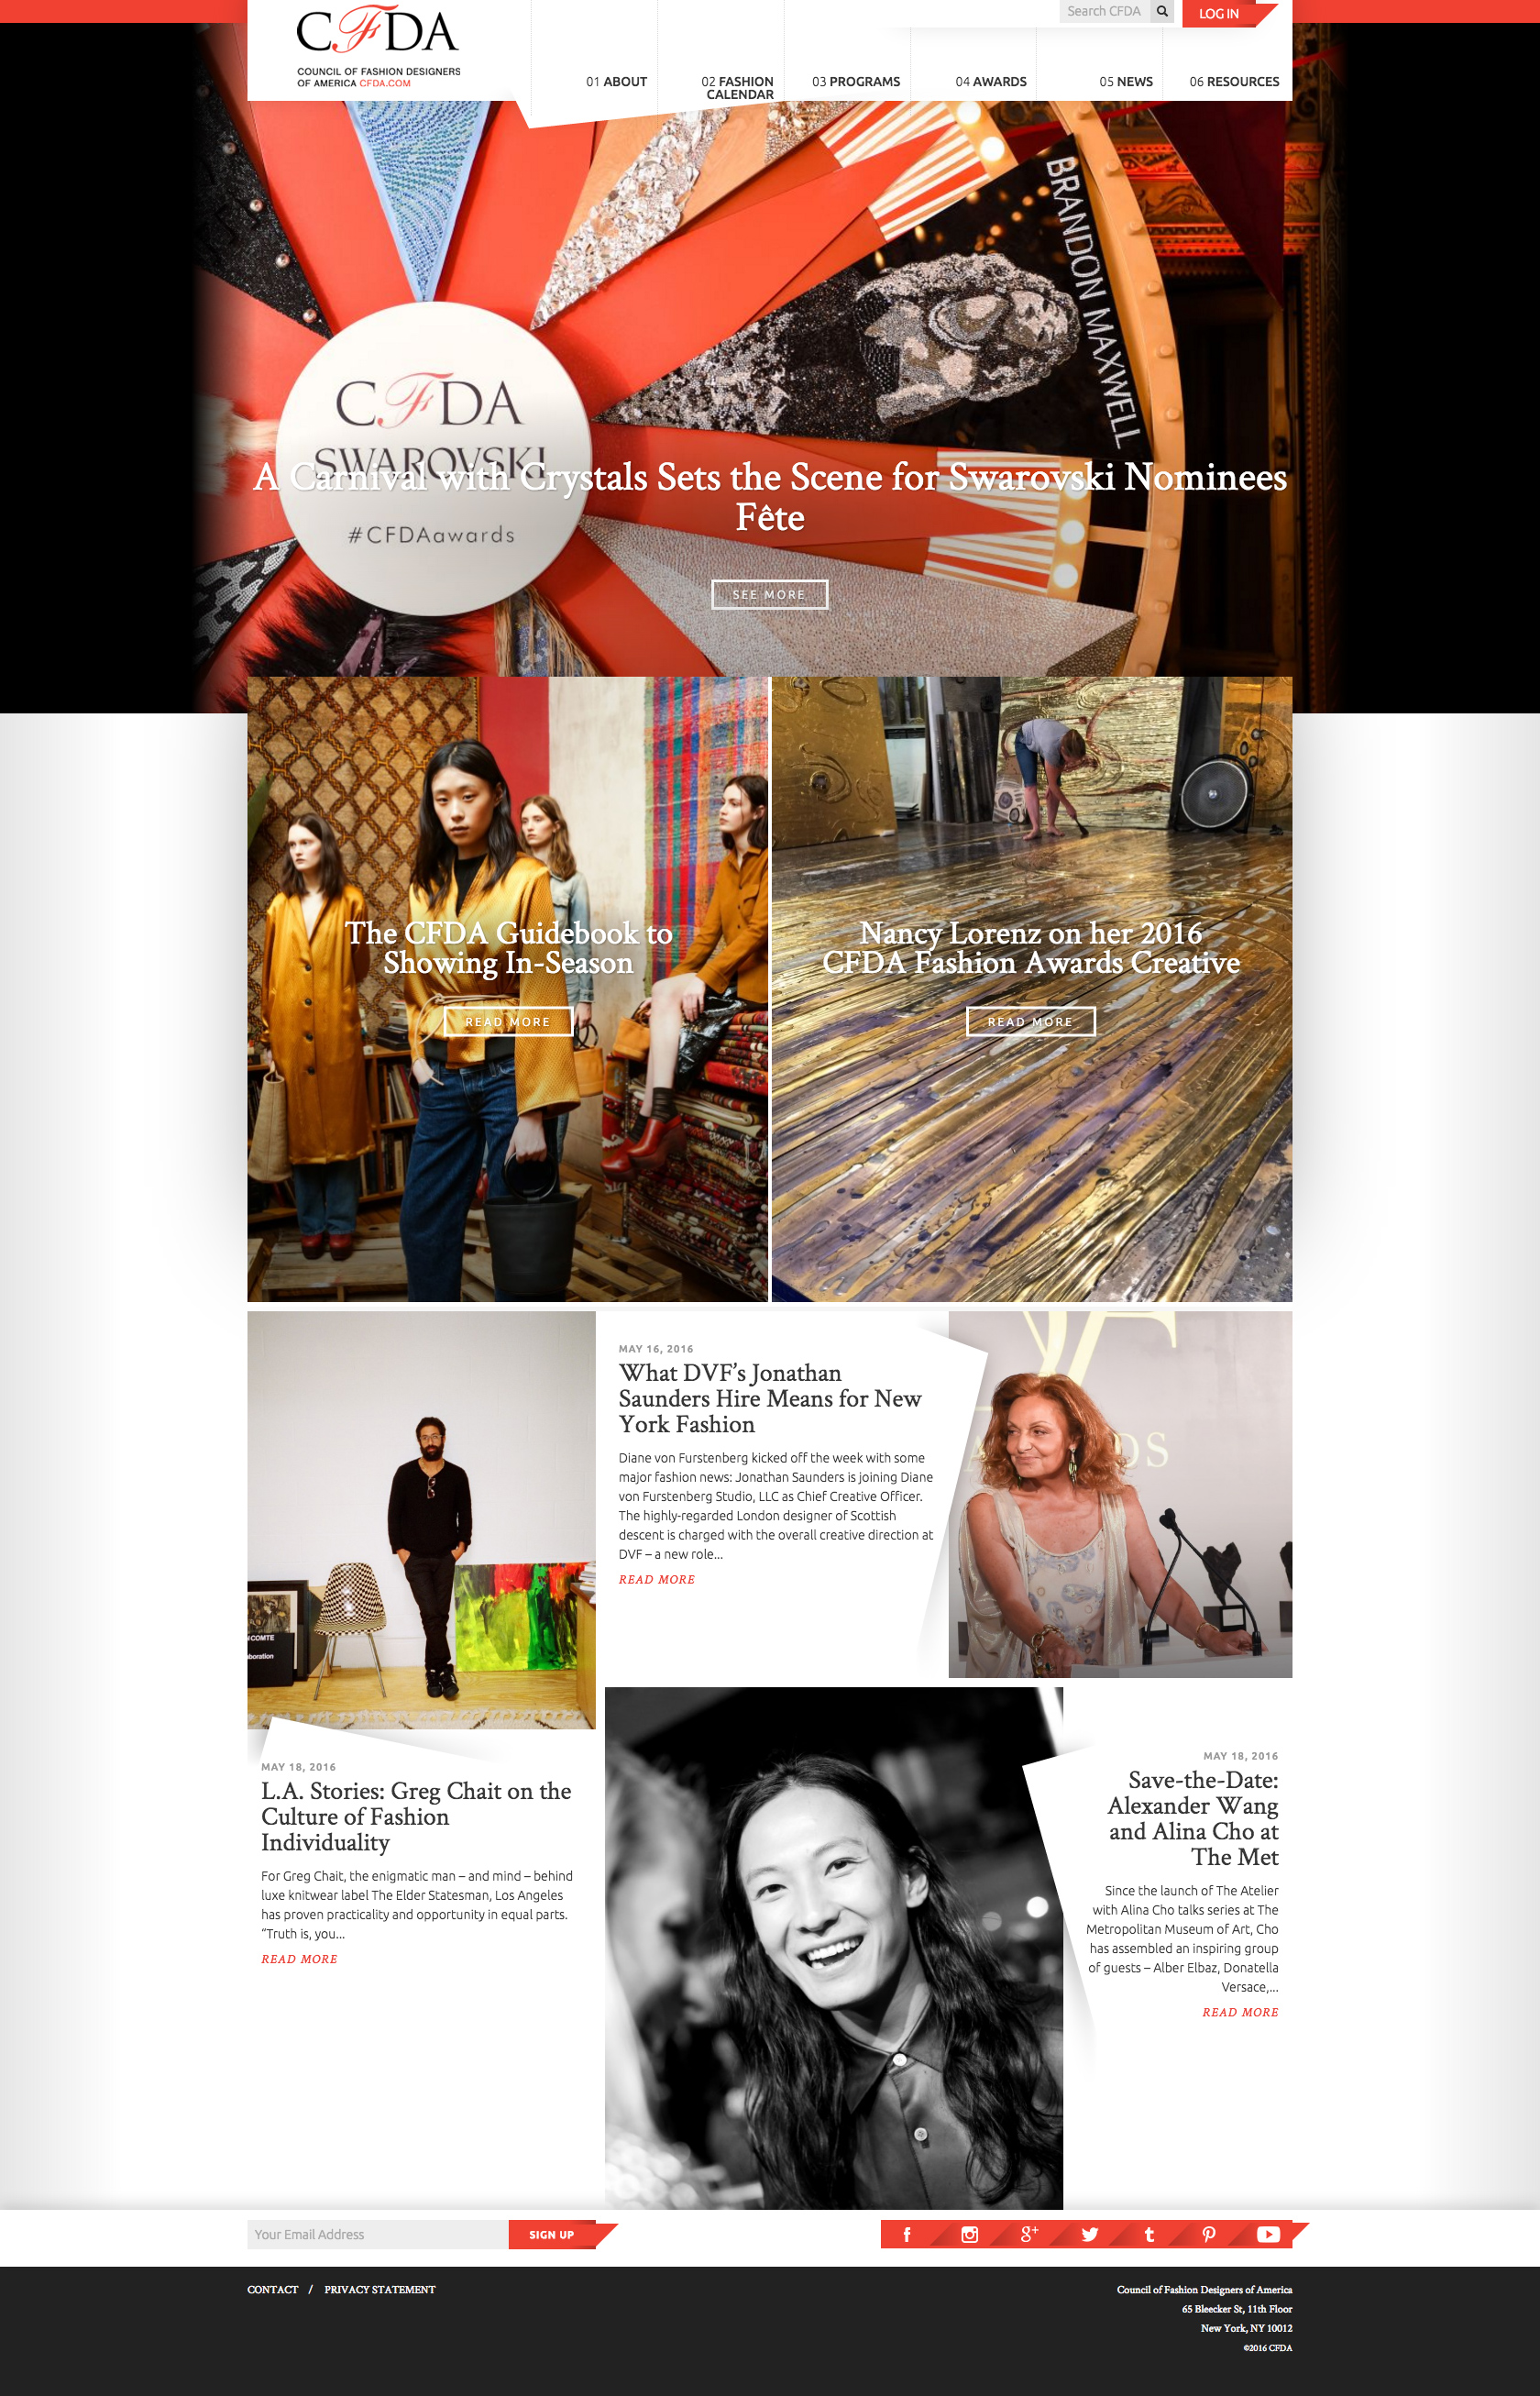 CFDA
COUNCIL OF FASHION DESIGNERS
OF AMERICA CFDA.COM
Search CFDA
LOG IN
01 ABOUT
02 FASHION
CALENDAR
03 PROGRAMS
04 AWARDS
05 NEWS
06 RESOURCES
BRANDON MAXWELL
CFDA
SWAROVSKI
#CFDAawards
A Carnival with Crystals Sets the Scene for Swarovski Nominees
Fête
SEE MORE
The CFDA Guidebook to
Showing In-Season
READ MORE
Nancy Lorenz on her 2016
CFDA Fashion Awards Creative
READ MORE
MAY 16, 2016
What DVF’s Jonathan
Saunders Hire Means for New
York Fashion
Diane von Furstenberg kicked off the week with some
major fashion news: Jonathan Saunders is joining Diane
von Furstenberg Studio, LLC as Chief Creative Officer.
The highly-regarded London designer of Scottish
descent is charged with the overall creative direction at
DVF – a new role...
READ MORE
MAY 18, 2016
L.A. Stories: Greg Chait on the
Culture of Fashion
Individuality
For Greg Chait, the enigmatic man – and mind – behind
luxe knitwear label The Elder Statesman, Los Angeles
has proven practicality and opportunity in equal parts.
“Truth is, you...
READ MORE
MAY 18, 2016
Save-the-Date:
Alexander Wang
and Alina Cho at
The Met
Since the launch of The Atelier
with Alina Cho talks series at The
Metropolitan Museum of Art, Cho
has assembled an inspiring group
of guests – Alber Elbaz, Donatella
Versace,...
READ MORE
Your Email Address
SIGN UP
CONTACT / PRIVACY STATEMENT
Council of Fashion Designers of America
65 Bleecker St, 11th Floor
New York, NY 10012
©2016 CFDA